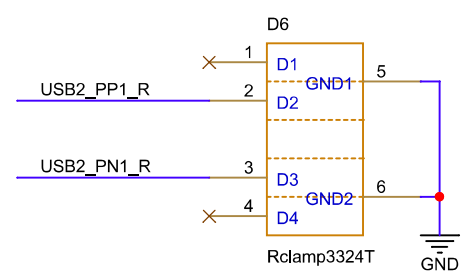 D6
1
D1
GND1
5
USB2_PP1_R
2
D2
USB2_PN1_R
3
D3
GND2
6
4
D4
Rclamp3324T
GND